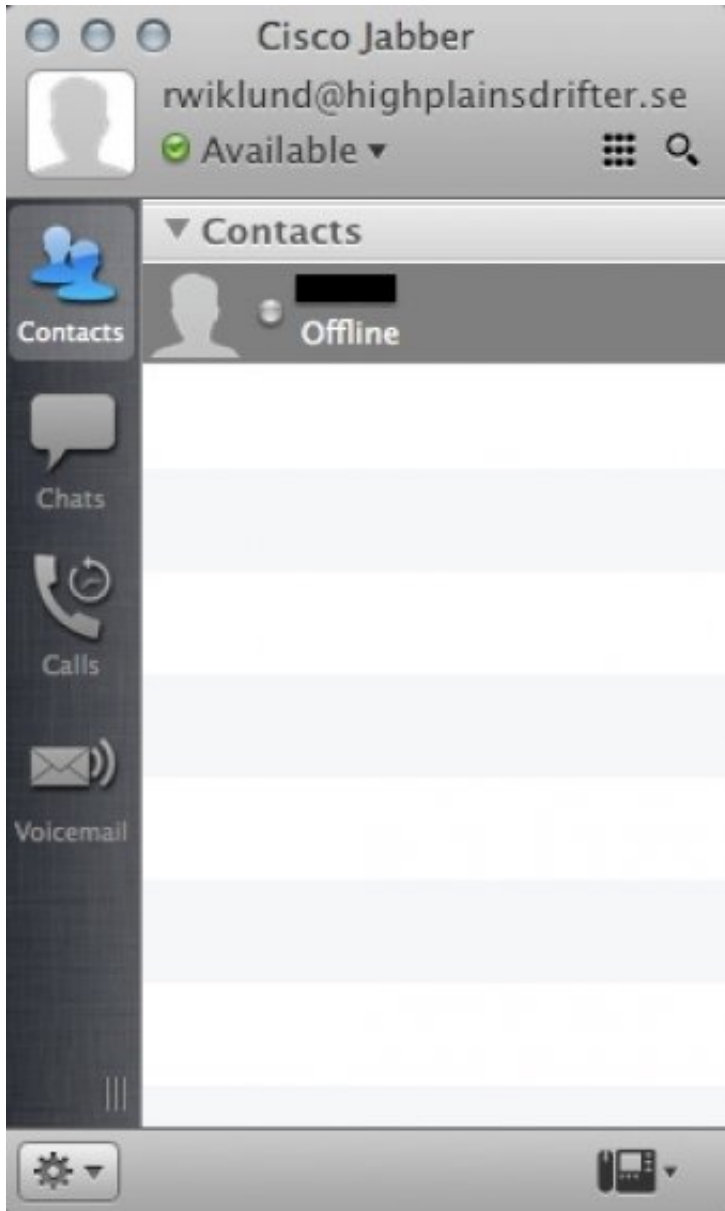 Cisco Jabber
rwiklund@highplainsdrifter.se
Available
Contacts
Offline
Contacts
Chats
Calls
Voicemail